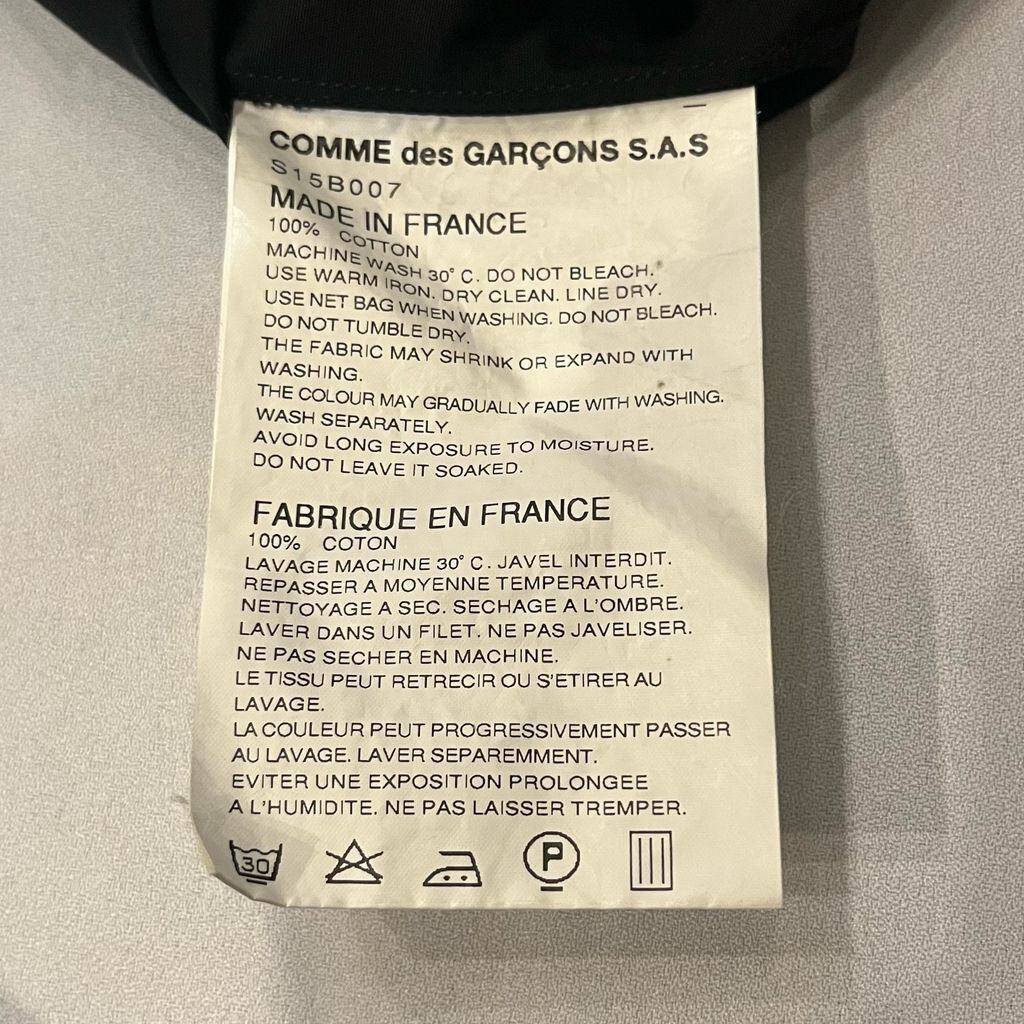 COMME des GARÇONS S.A.S
S15B007
MADE IN FRANCE
100% COTTON
MACHINE WASH 30° C. DO NOT BLEACH.
USE WARM IRON. DRY CLEAN. LINE DRY.
USE NET BAG WHEN WASHING. DO NOT BLEACH.
DO NOT TUMBLE DRY.
THE FABRIC MAY SHRINK OR EXPAND WITH
WASHING.
THE COLOUR MAY GRADUALLY FADE WITH WASHING.
WASH SEPARATELY.
AVOID LONG EXPOSURE TO MOISTURE.
DO NOT LEAVE IT SOAKED.
FABRIQUE EN FRANCE
100% COTON
LAVAGE MACHINE 30° C. JAVEL INTERDIT.
REPASSER A MOYENNE TEMPERATURE.
NETTOYAGE A SEC. SECHAGE A L'OMBRE.
LAVER DANS UN FILET. NE PAS JAVELISER.
NE PAS SECHER EN MACHINE.
LE TISSU PEUT RETRECIR OU S'ETIRER AU
LAVAGE.
LA COULEUR PEUT PROGRESSIVEMENT PASSER
AU LAVAGE. LAVER SEPAREMMENT.
EVITER UNE EXPOSITION PROLONGEE
A L'HUMIDITE. NE PAS LAISSER TREMPER.
30 P